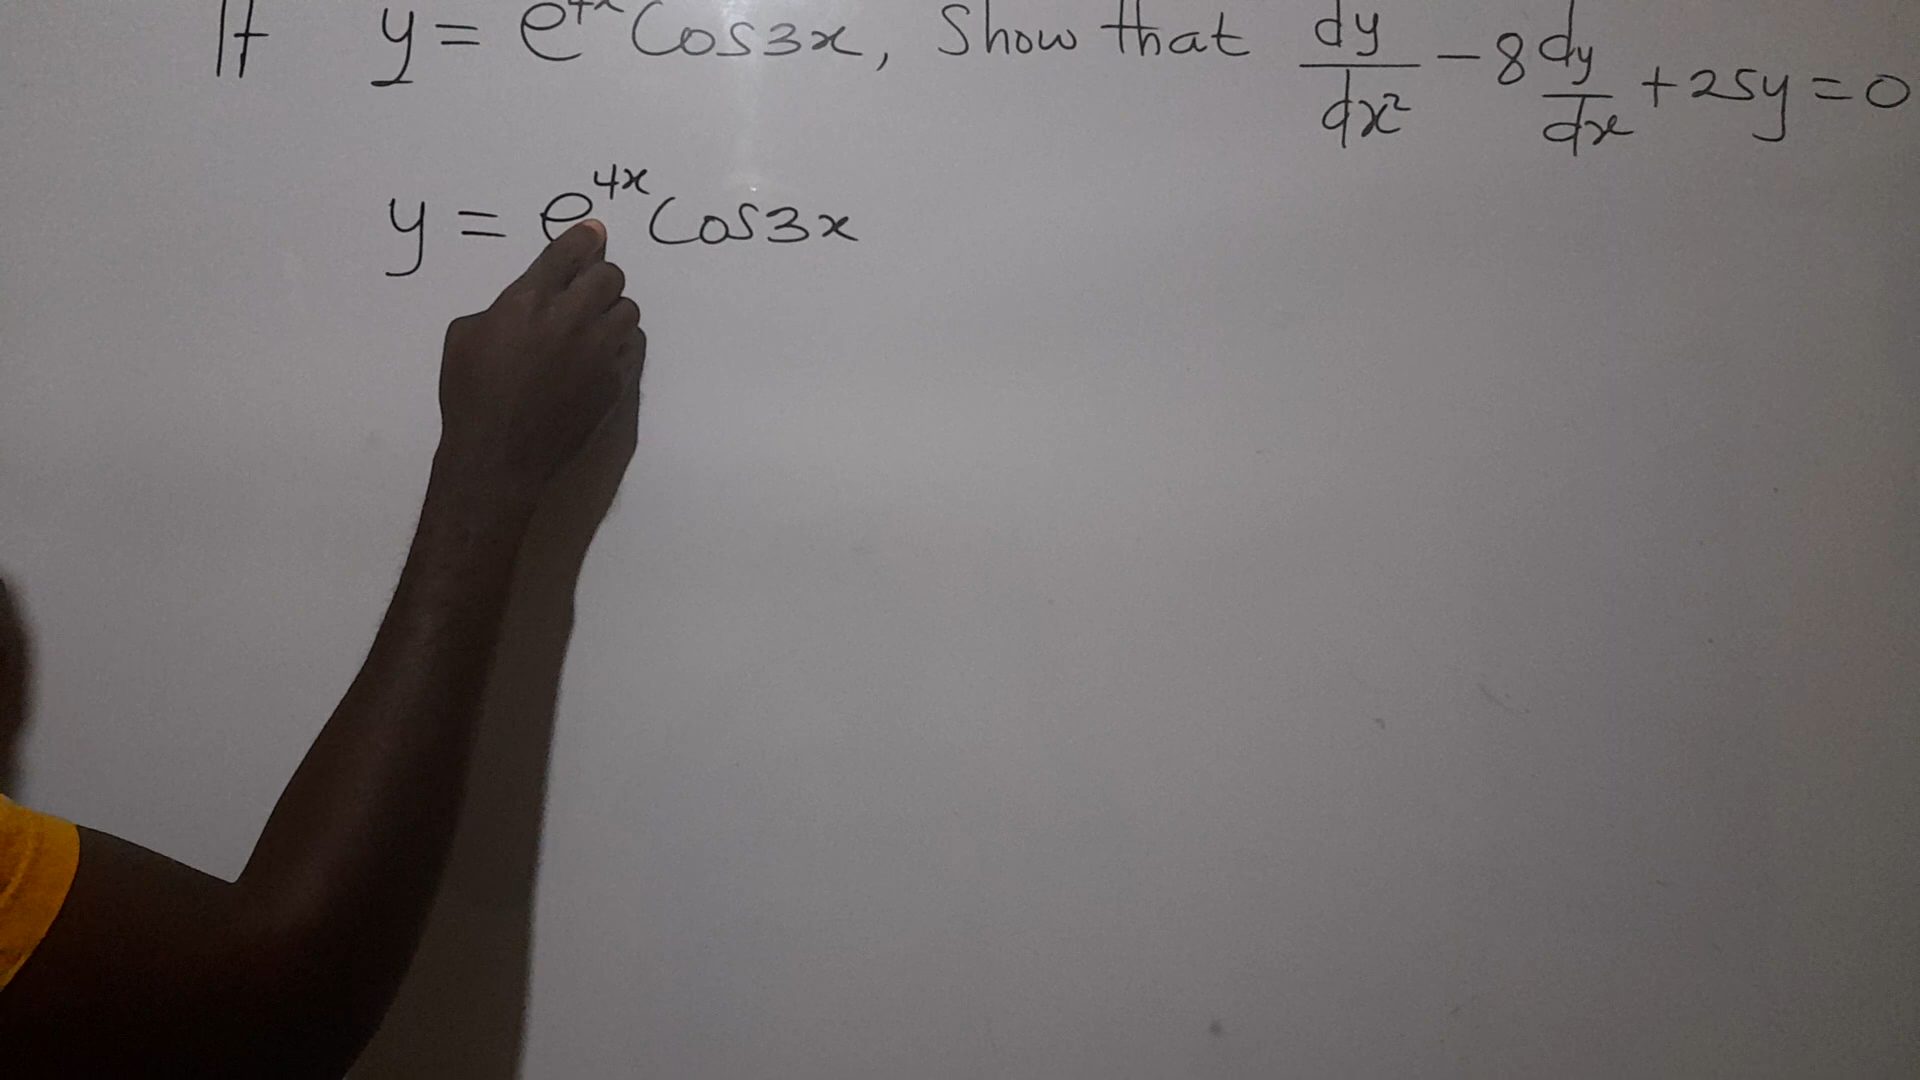 If y = e^4x Cos3x, Show that dy/dx² - 8 dy/dx + 25y = 0
y = e^4x Cos3x